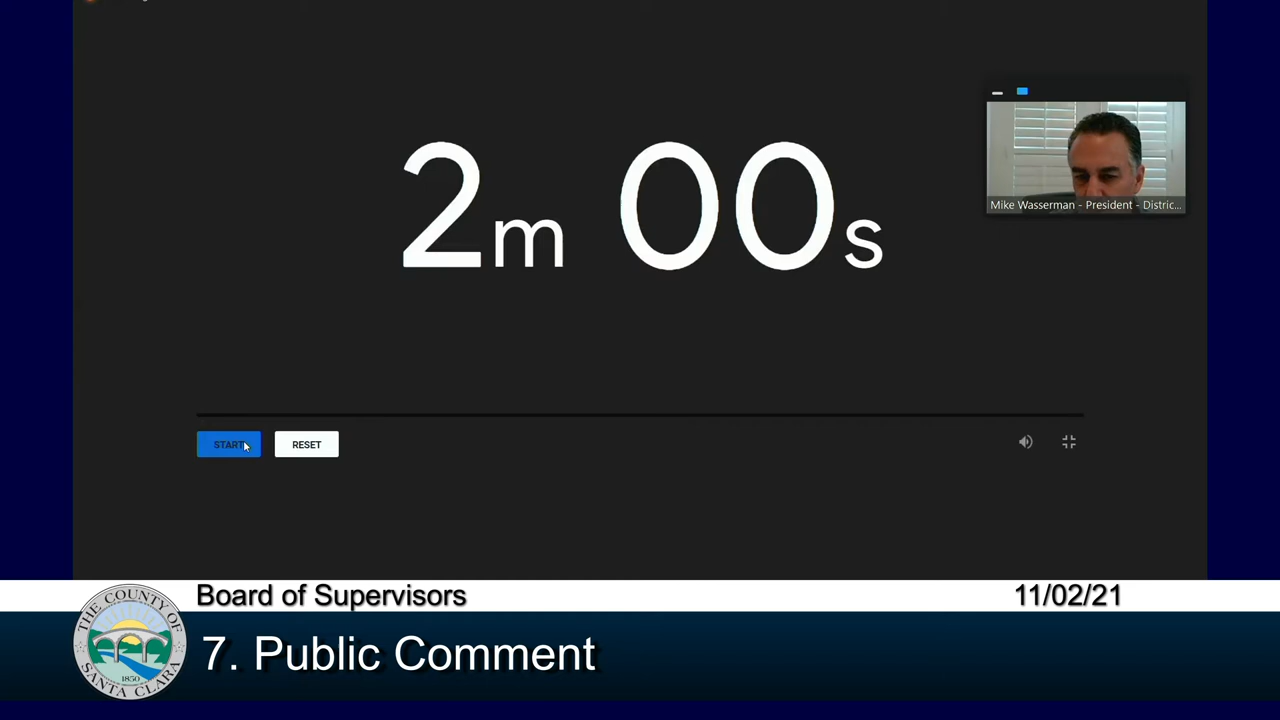 2m 00s
Mike Wasserman - President - Distric...
START
RESET
Board of Supervisors
11/02/21
THE COUNTY OF
SANTA CLARA
1850
7. Public Comment